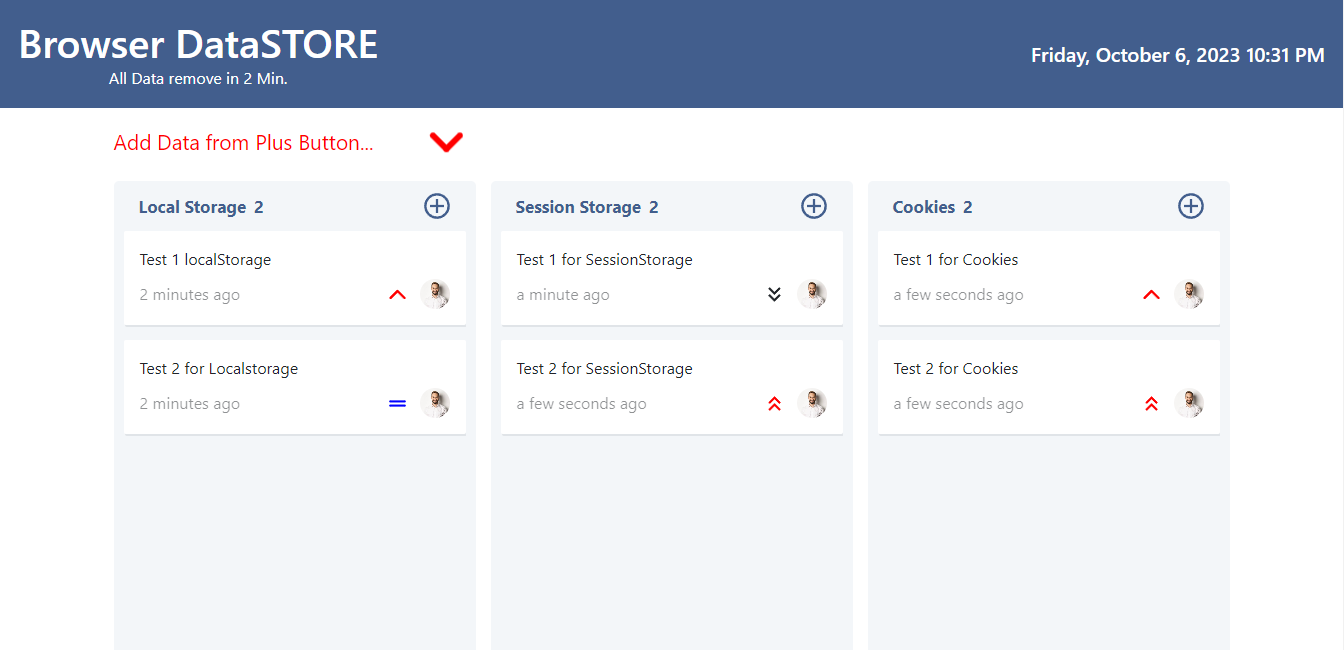 Browser DataSTORE
All Data remove in 2 Min.
Friday, October 6, 2023 10:31 PM
Add Data from Plus Button...
Local Storage 2
Test 1 localStorage
2 minutes ago
Test 2 for Localstorage
2 minutes ago
Session Storage 2
Test 1 for SessionStorage
a minute ago
Test 2 for SessionStorage
a few seconds ago
Cookies 2
Test 1 for Cookies
a few seconds ago
Test 2 for Cookies
a few seconds ago